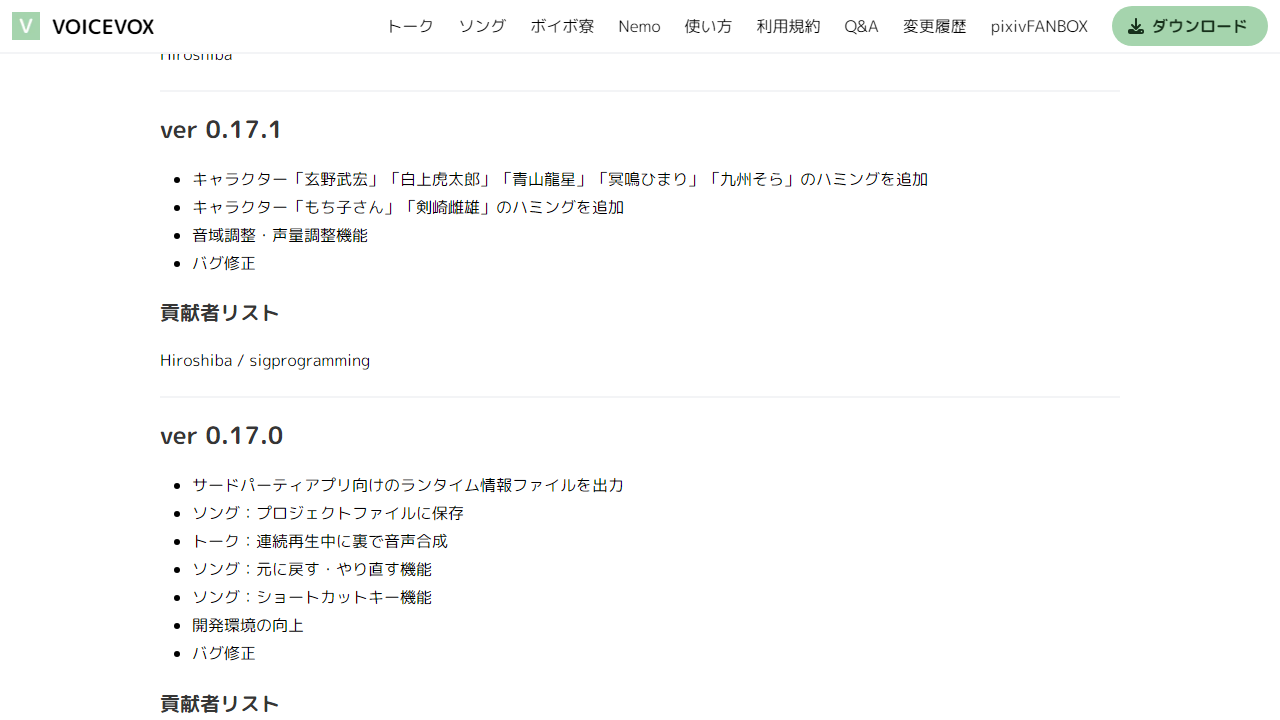 V VOICEVOX トーク ソング ボイボ寮 Nemo 使い方 利用規約 Q&A 変更履歴 pixivFANBOX ダウンロード
Hiroshiba
ver 0.17.1
キャラクター「玄野武宏」「白上虎太郎」「青山龍星」「冥鳴ひまり」「九州そら」のハミングを追加
キャラクター「もち子さん」「剣崎雌雄」のハミングを追加
音域調整・声量調整機能
バグ修正
貢献者リスト
Hiroshiba / sigprogramming
ver 0.17.0
サードパーティアプリ向けのランタイム情報ファイルを出力
ソング：プロジェクトファイルに保存
トーク：連続再生中に裏で音声合成
ソング：元に戻す・やり直す機能
ソング：ショートカットキー機能
開発環境の向上
バグ修正
貢献者リスト